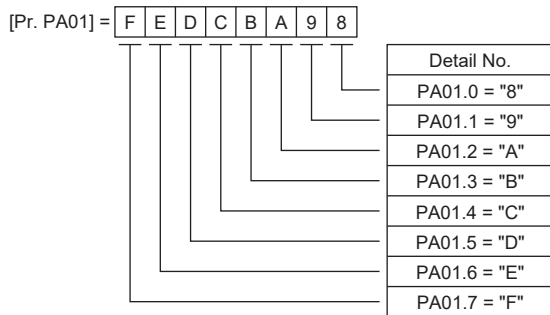 [Pr. PA01] = F E D C B A 9 8
Detail No.
PA01.0 = "8"
PA01.1 = "9"
PA01.2 = "A"
PA01.3 = "B"
PA01.4 = "C"
PA01.5 = "D"
PA01.6 = "E"
PA01.7 = "F"